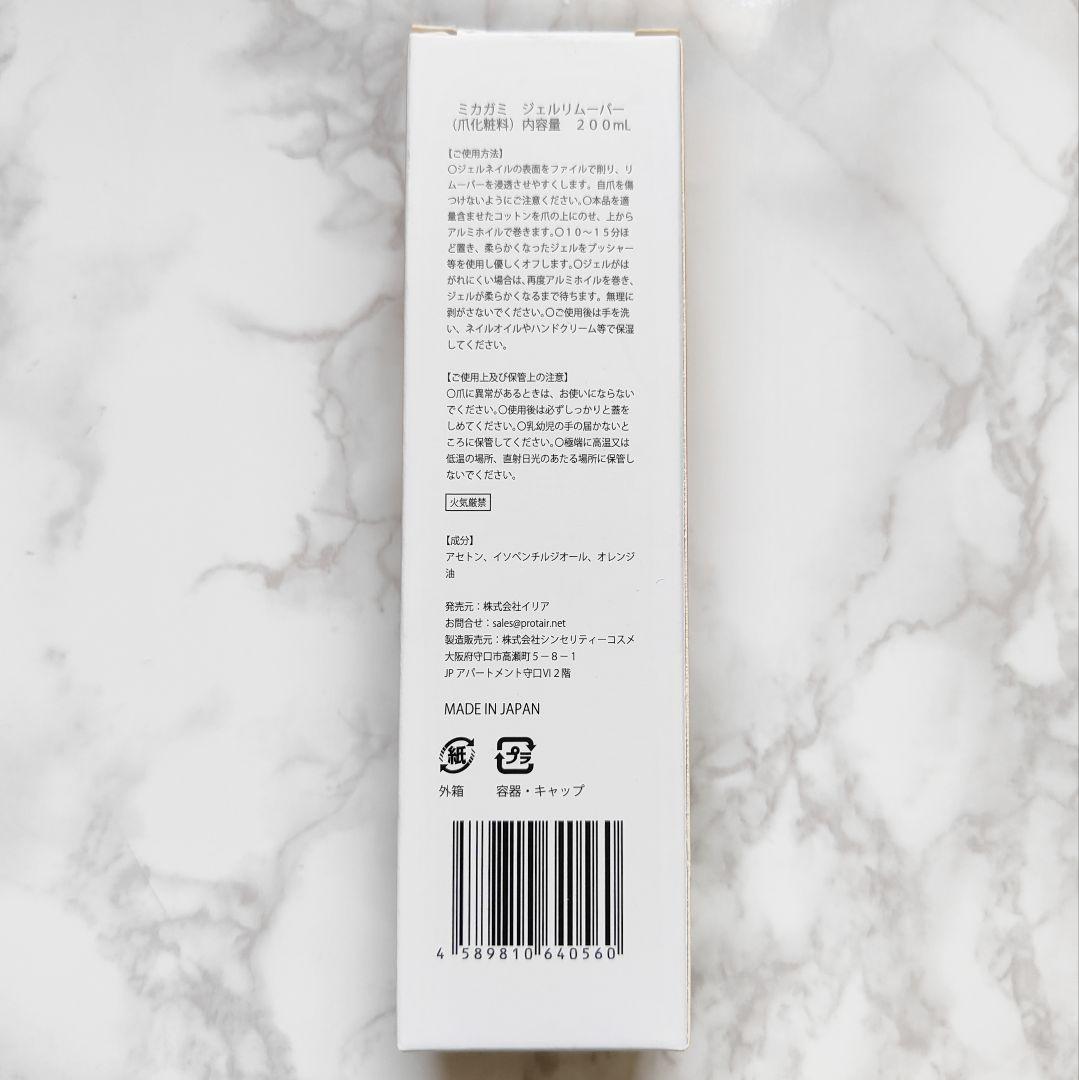 ミカガミ　ジェルリムーバー
（爪化粧料）内容量　２００mL
【ご使用方法】
〇ジェルネイルの表面をファイルで削り、リ
ムーバーを浸透させやすくします。自爪を傷
つけないようにご注意ください。〇本品を適
量含ませたコットンを爪の上にのせ、上から
アルミホイルで巻きます。〇１０～１５分ほ
ど置き、柔らかくなったジェルをプッシャー
等を使用し優しくオフします。〇ジェルがは
がれにくい場合は、再度アルミホイルを巻き、
ジェルが柔らかくなるまで待ちます。無理に
剥がさないでください。〇ご使用後は手を洗
い、ネイルオイルやハンドクリーム等で保湿
してください。
【ご使用上及び保管上の注意】
〇爪に異常があるときは、お使いにならない
でください。〇使用後は必ずしっかりと蓋を
しめてください。〇乳幼児の手の届かないと
ころに保管してください。〇極端に高温又は
低温の場所、直射日光のあたる場所に保管し
ないでください。
火気厳禁
【成分】
アセトン、イソペンチルジオール、オレンジ
油
発売元：株式会社イリア
お問合せ：sales@protair.net
製造販売元：株式会社シンセリティーコスメ
大阪府守口市高瀬町５－８－１
JP アパートメント守口Ⅵ２階
MADE IN JAPAN
紙 プラ
外箱 容器・キャップ
4 589810 640560